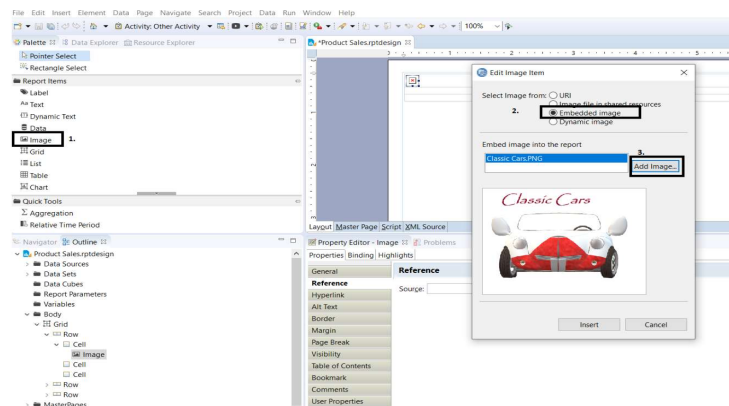 File Edit Insert Element Data Page Navigate Search Project Data Run Window Help
Activity: Other Activity
100%
Palette Data Explorer Resource Explorer
Pointer Select
Rectangle Select
Report Items
Label
Text
Dynamic Text
Data
Image 1.
Grid
List
Table
Chart
Quick Tools
Aggregation
Relative Time Period
Navigator Outline
Product Sales.rptdesign
Data Sources
Data Sets
Data Cubes
Report Parameters
Variables
Body
Grid
Row
Cell
Image
Cell
Cell
Row
Row
MasterPages
*Product Sales.rptdesign
1 2 3 4 5
Layout Master Page Script XML Source
Property Editor - Image Problems
Properties Binding Highlights
General
Reference
Hyperlink
Alt Text
Border
Margin
Page Break
Visibility
Table of Contents
Bookmark
Comments
User Properties
Reference
Source:
Edit Image Item
Select Image from: URI
Image file in shared resources
2. Embedded image
Dynamic image
Embed image into the report
3.
Classic Cars.PNG
Add Image...
Classic Cars
Insert Cancel